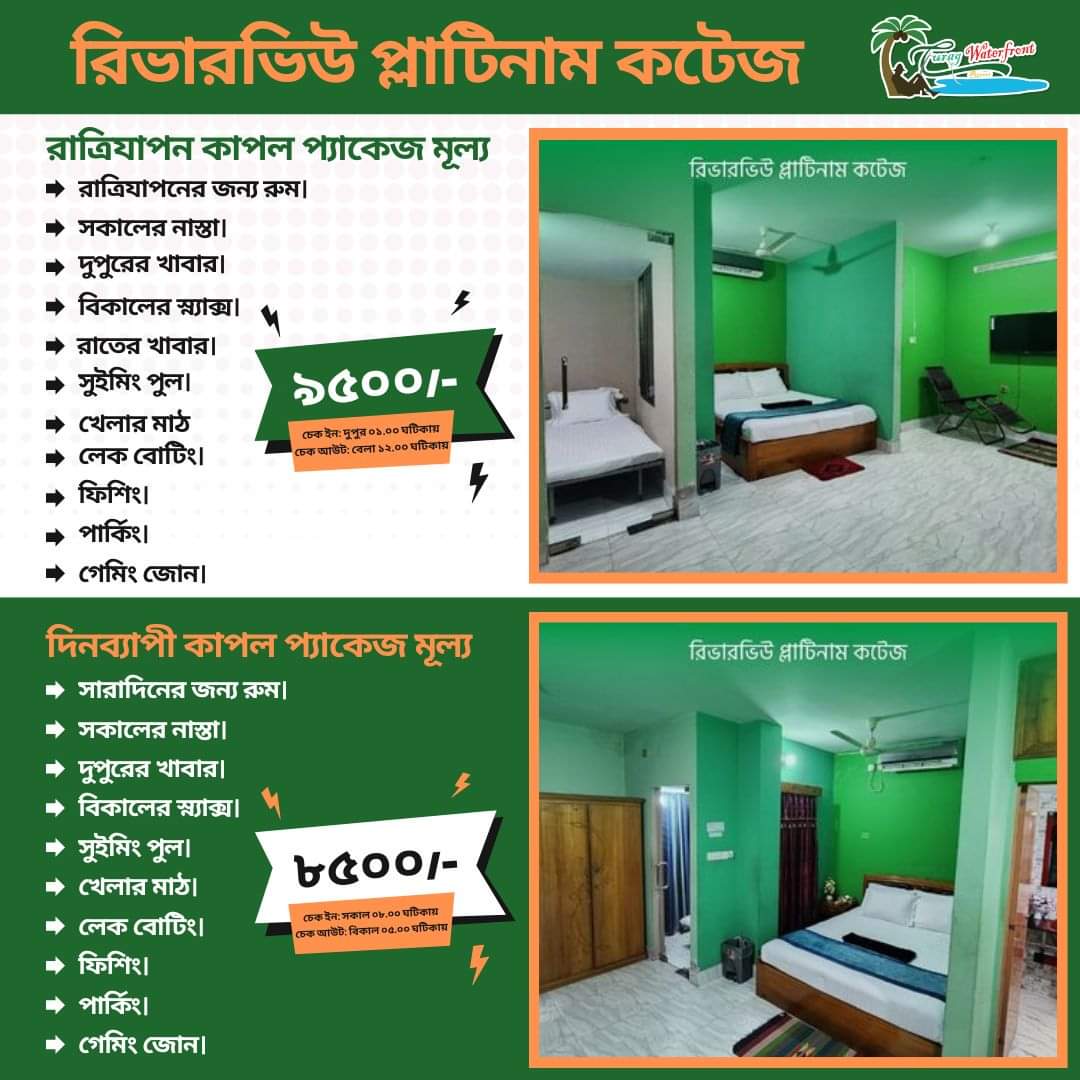 রিভারভিউ প্লাটিনাম কটেজ
Turag Waterfront
রাত্রিযাপন কাপল প্যাকেজ মূল্য
রাত্রিযাপনের জন্য রুম।
সকালের নাস্তা।
দুপুরের খাবার।
বিকালের স্ন্যাক্স।
রাতের খাবার।
সুইমিং পুল।
খেলার মাঠ
লেক বোটিং।
ফিশিং।
পার্কিং।
গেমিং জোন।
৯৫০০/-
চেক ইন: দুপুর ০১.০০ ঘটিকায়
চেক আউট: বেলা ১২.০০ ঘটিকায়
রিভারভিউ প্লাটিনাম কটেজ
দিনব্যাপী কাপল প্যাকেজ মূল্য
সারাদিনের জন্য রুম।
সকালের নাস্তা।
দুপুরের খাবার।
বিকালের স্ন্যাক্স।
সুইমিং পুল।
খেলার মাঠ।
লেক বোটিং।
ফিশিং।
পার্কিং।
গেমিং জোন।
৮৫০০/-
চেক ইন: সকাল ০৮.০০ ঘটিকায়
চেক আউট: বিকাল ০৫.০০ ঘটিকায়
রিভারভিউ প্লাটিনাম কটেজ